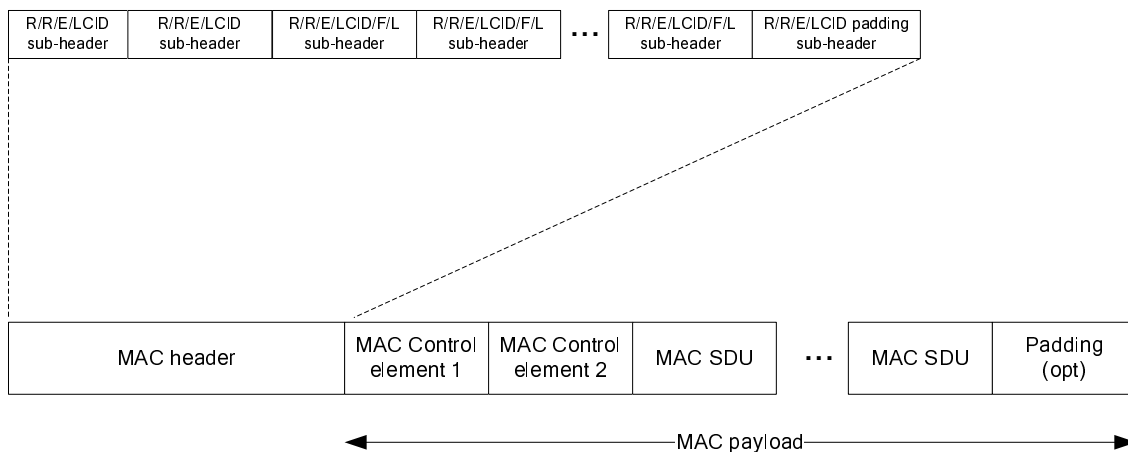 R/R/E/LCID
sub-header
R/R/E/LCID
sub-header
R/R/E/LCID/F/L
sub-header
R/R/E/LCID/F/L
sub-header
...
R/R/E/LCID/F/L
sub-header
R/R/E/LCID padding
sub-header
MAC header
MAC Control
element 1
MAC Control
element 2
MAC SDU
...
MAC SDU
Padding
(opt)
MAC payload